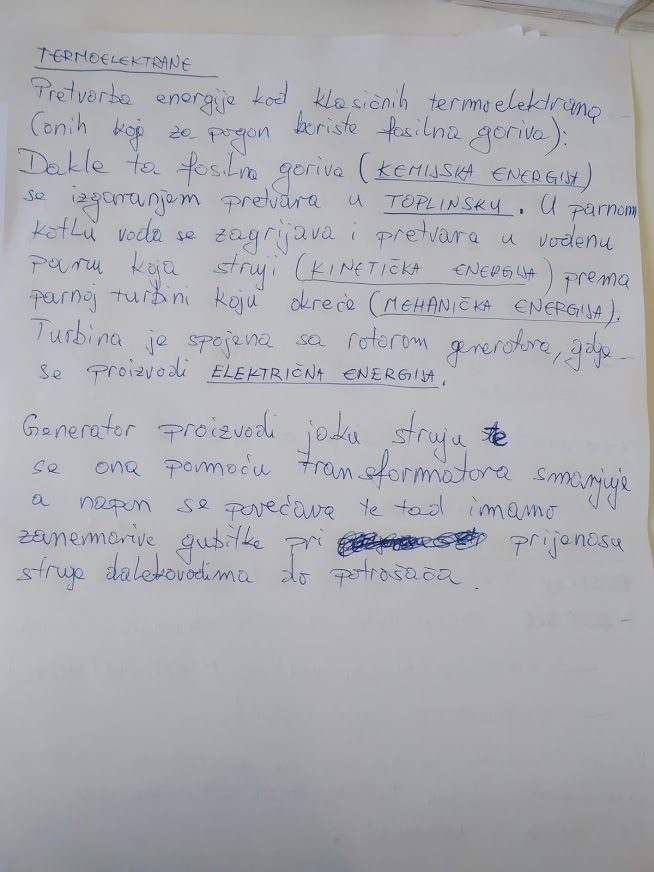 TERMOELEKTRANE
Pretvorba energije kod klasičnih termoelektrana
(onih koje za pogon koriste fosilna goriva):
Dakle ta fosilna goriva (KEMIJSKA ENERGIJA)
se izgaranjem pretvara u TOPLINSKU. U parnom
kotlu voda se zagrijava i pretvara u vodenu
paru koja struji (KINETIČKA ENERGIJA) prema
parnoj turbini koju okreće (MEHANIČKA ENERGIJA).
Turbina je spojena sa rotorom generatora, gdje
se proizvodi ELEKTRIČNA ENERGIJA.
Generator proizvodi jaku struju te
se ona pomoću transformatora smanjuje
a napon se povećava te tad imamo
zanemarive gubitke pri prijenosu
struje dalekovodima do potrošača.